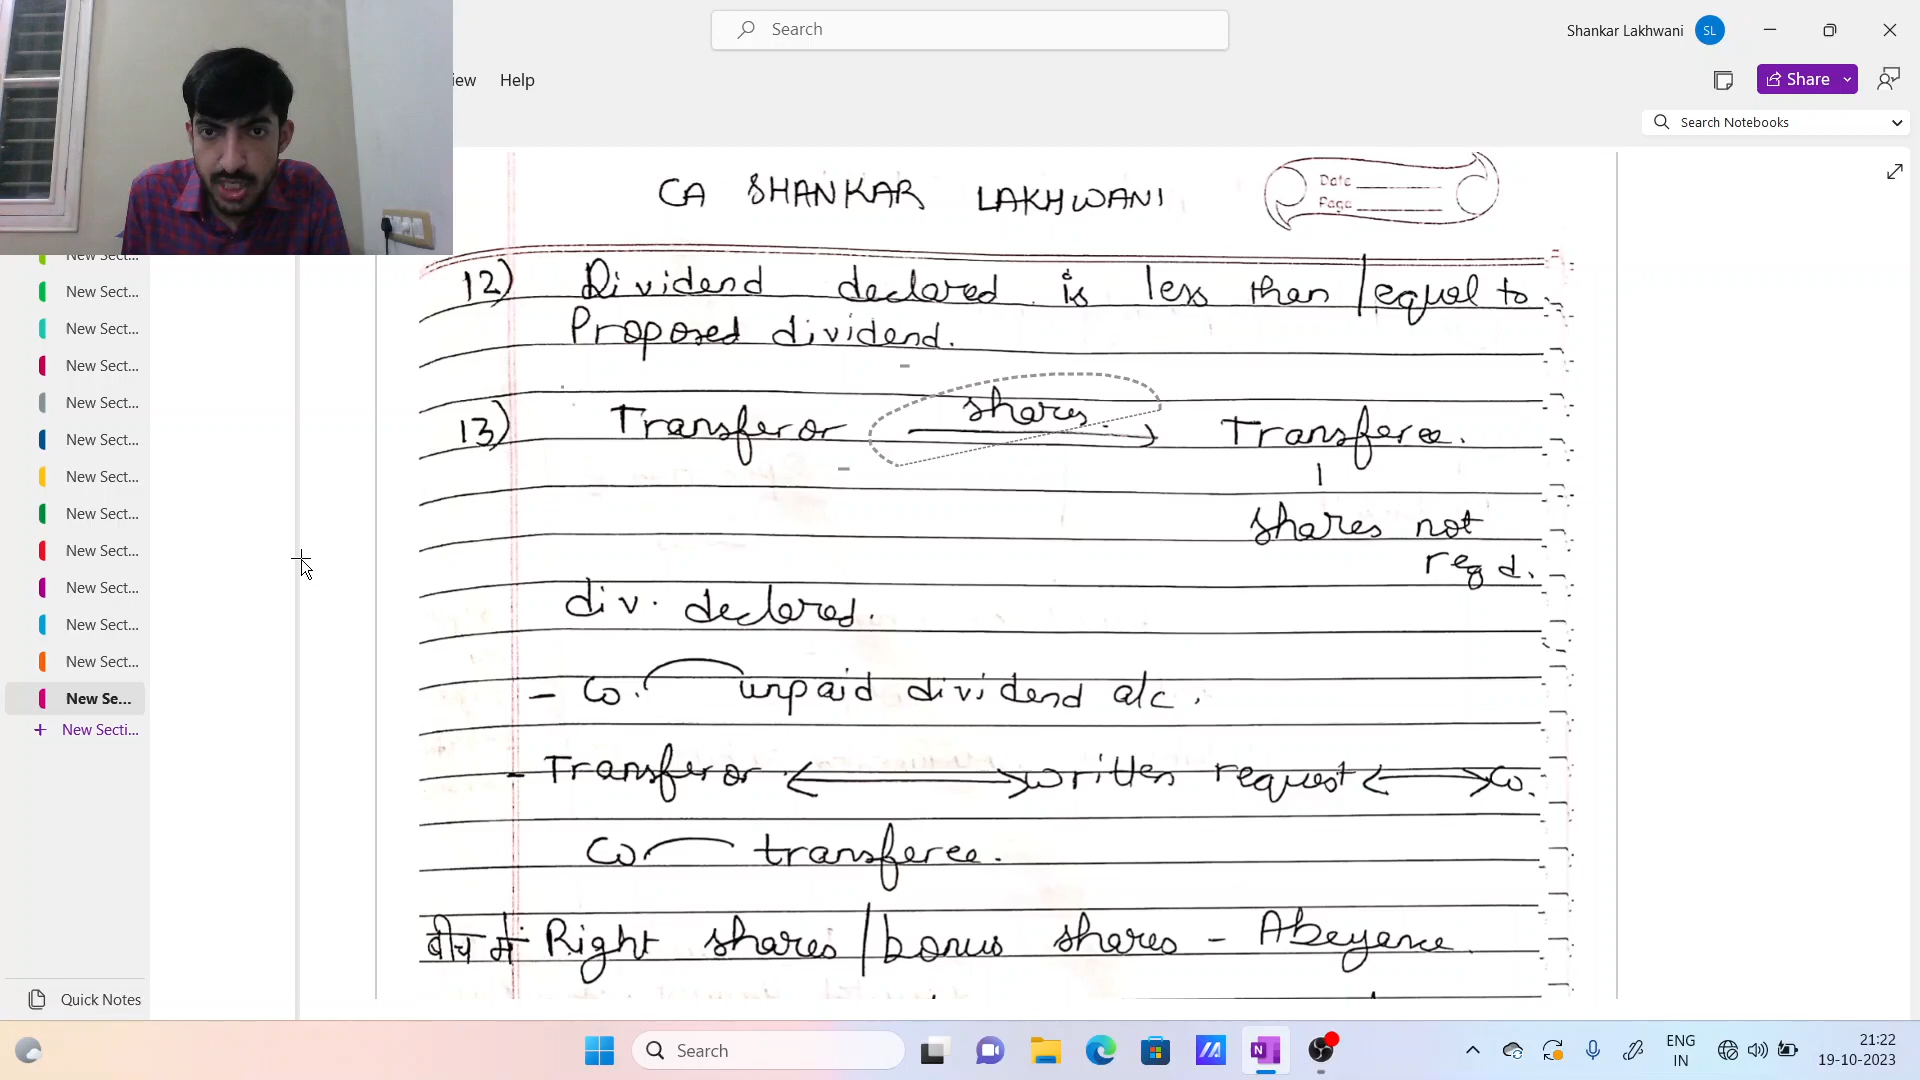 Search
Shankar Lakhwani
SL
iew
Help
Share
Search Notebooks
CA SHANKAR LAKHWANI
Date
Page
12) Dividend declared is less than / equal to
Proposed dividend.
13) Transferor shares Transferee.
shares not
reqd.
div. declared.
- Co. unpaid dividend a/c.
- Transferor written request Co.
Co transferee.
बीच में Right shares / bonus shares - Abeyance
New Sect...
New Sect...
New Sect...
New Sect...
New Sect...
New Sect...
New Sect...
New Sect...
New Sect...
New Sect...
New Sect...
New Sect...
New Se...
+ New Secti...
Quick Notes
Search
ENG
IN
21:22
19-10-2023